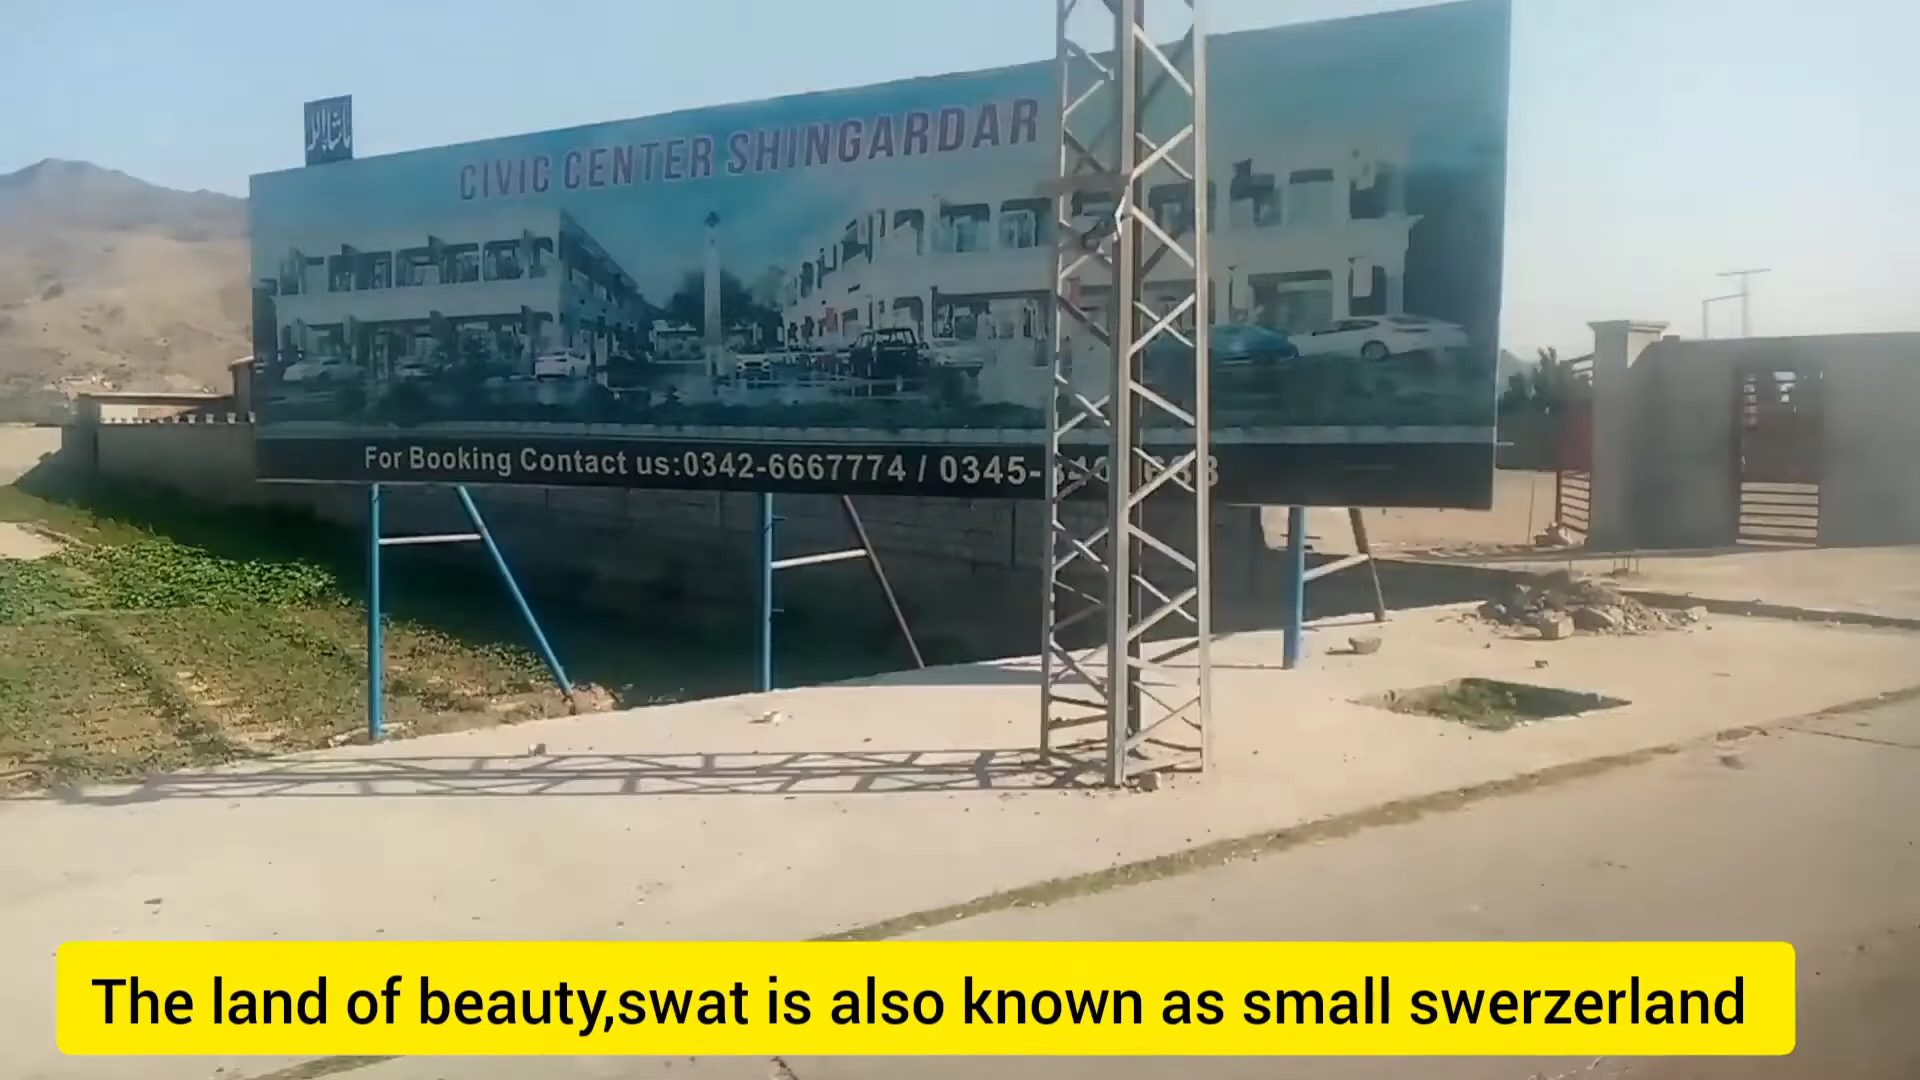 ماشاءالله
CIVIC CENTER SHINGARDAR
For Booking Contact us:0342-6667774 / 0345-
The land of beauty,swat is also known as small swerzerland